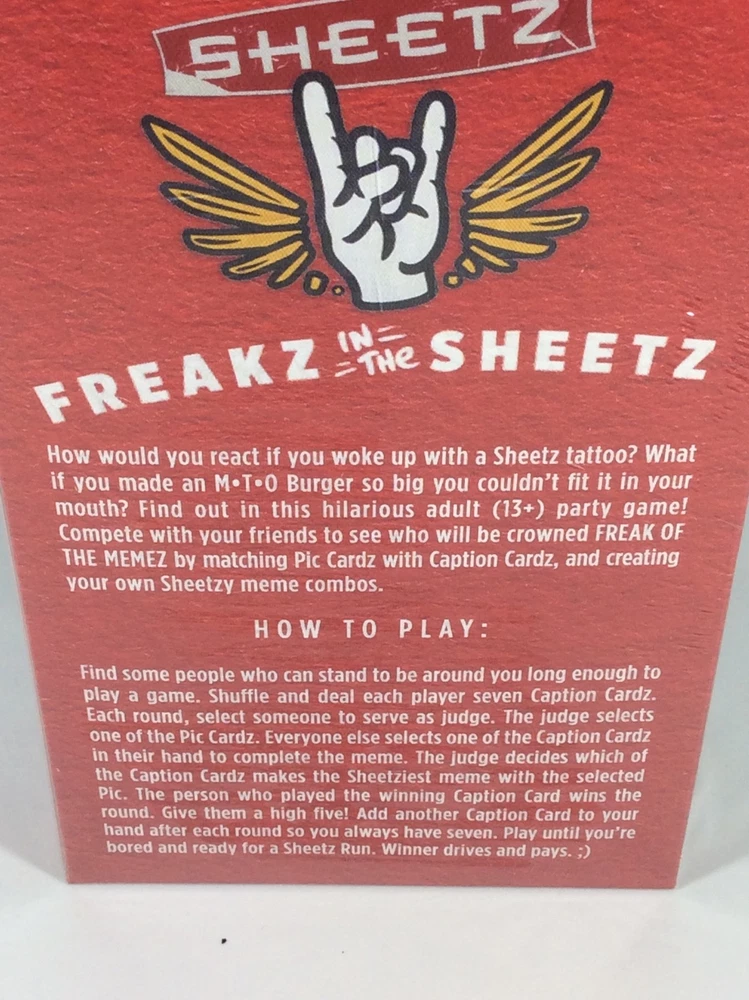 SHEETZ
FREAKZ IN THE SHEETZ
How would you react if you woke up with a Sheetz tattoo? What
if you made an M•T•O Burger so big you couldn't fit it in your
mouth? Find out in this hilarious adult (13+) party game!
Compete with your friends to see who will be crowned FREAK OF
THE MEMEZ by matching Pic Cardz with Caption Cardz, and creating
your own Sheetzy meme combos.
HOW TO PLAY:
Find some people who can stand to be around you long enough to
play a game. Shuffle and deal each player seven Caption Cardz.
Each round, select someone to serve as judge. The judge selects
one of the Pic Cardz. Everyone else selects one of the Caption Cardz
in their hand to complete the meme. The judge decides which of
the Caption Cardz makes the Sheetziest meme with the selected
Pic. The person who played the winning Caption Card wins the
round. Give them a high five! Add another Caption Card to your
hand after each round so you always have seven. Play until you're
bored and ready for a Sheetz Run. Winner drives and pays. ;)